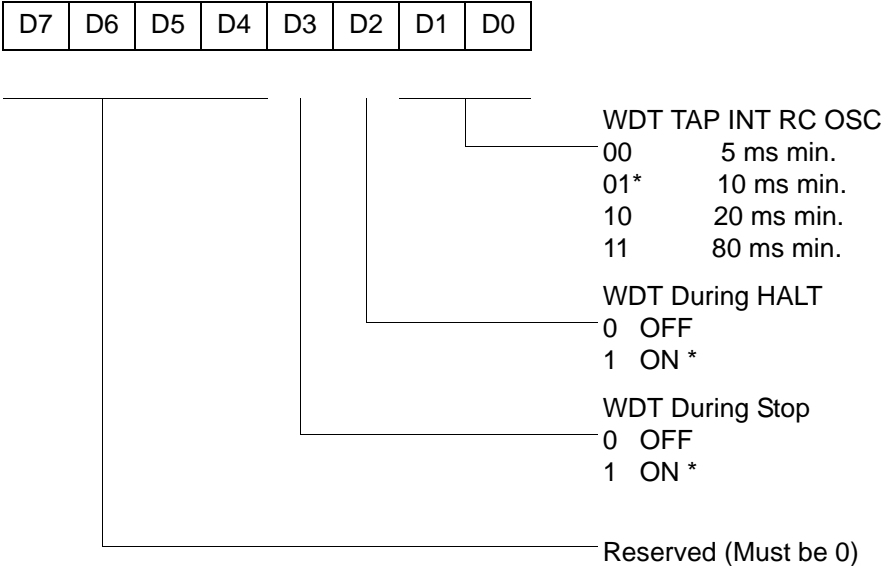 D7 D6 D5 D4 D3 D2 D1 D0
WDT TAP INT RC OSC
00 5 ms min.
01* 10 ms min.
10 20 ms min.
11 80 ms min.
WDT During HALT
0 OFF
1 ON *
WDT During Stop
0 OFF
1 ON *
Reserved (Must be 0)